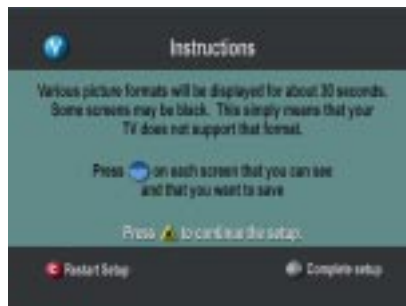 Instructions
Various picture formats will be displayed for about 30 seconds.
Some screens may be black. This simply means that your
TV does not support that format.
Press on each screen that you can see
and that you want to save
Press A to continue the setup.
C Restart Setup
Complete setup